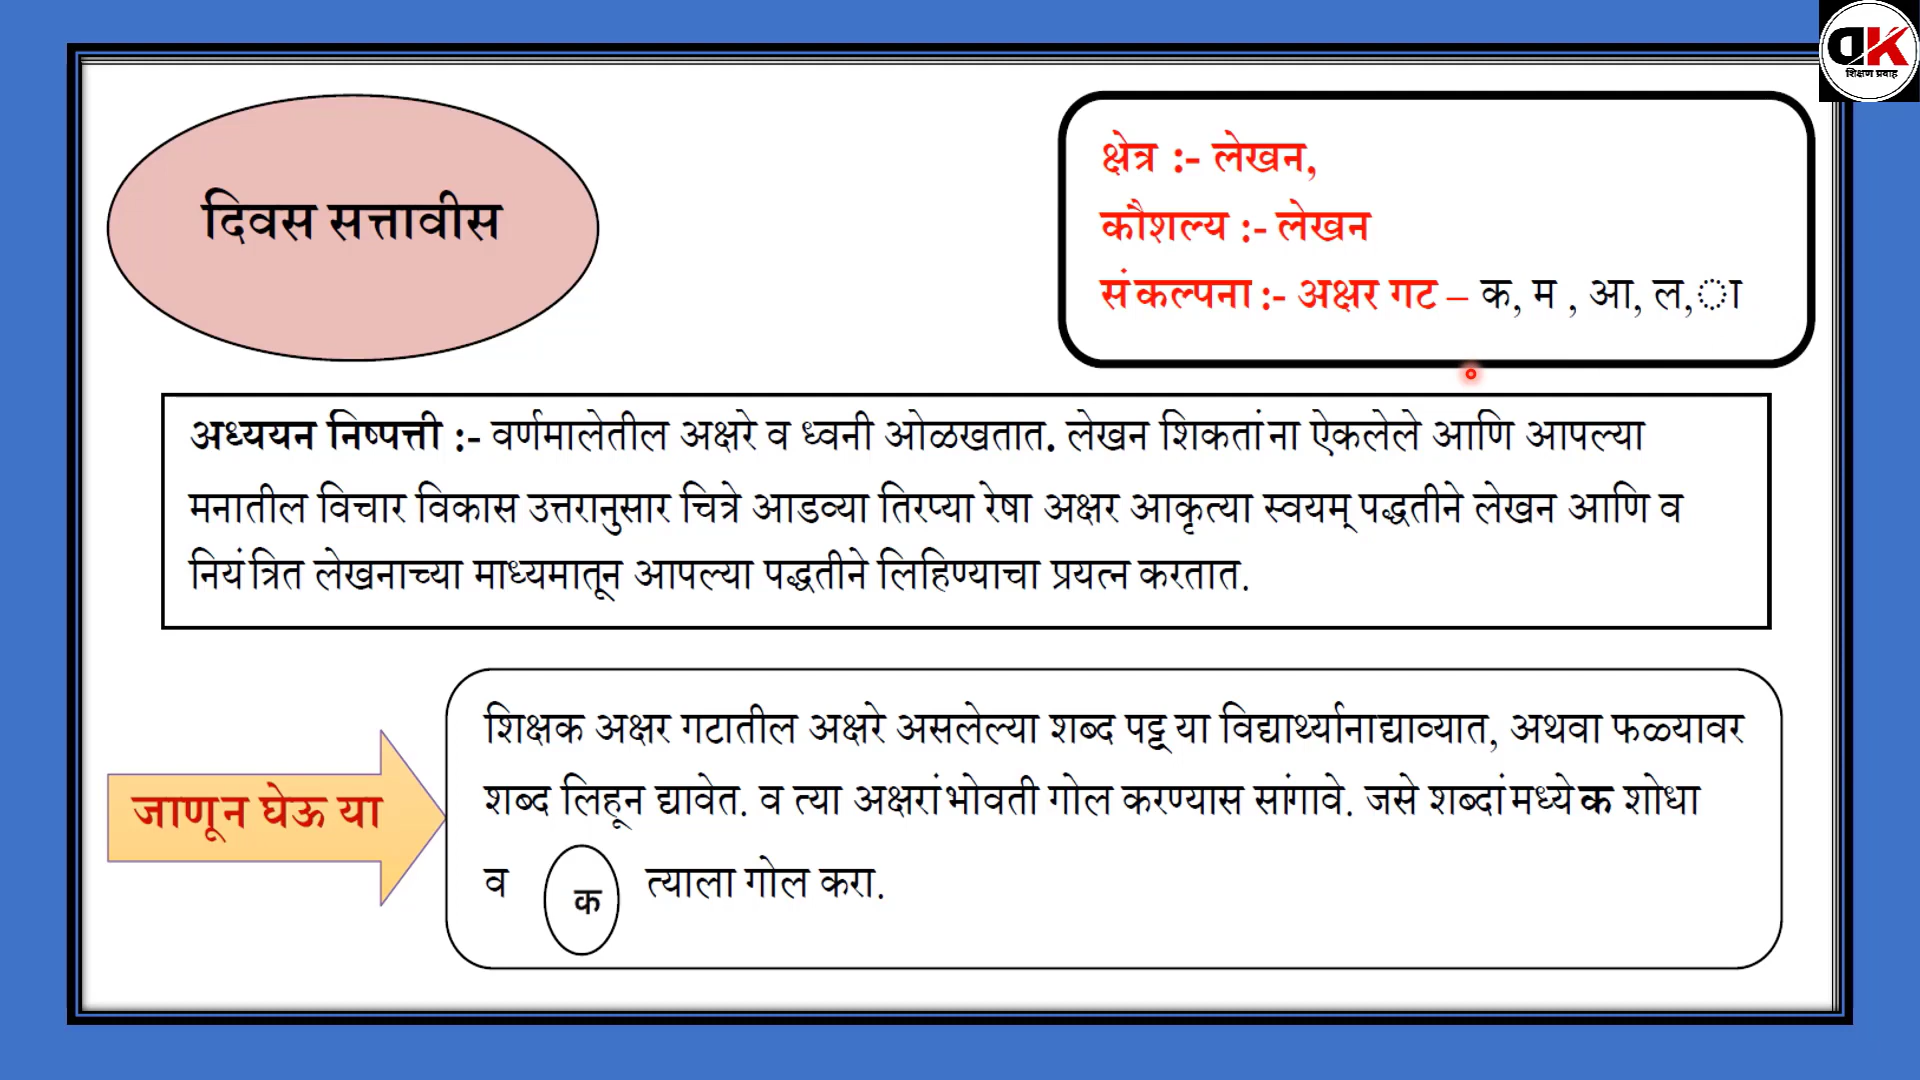 DK
शिक्षण प्रवाह
दिवस सत्तावीस
क्षेत्र :- लेखन,
कौशल्य :- लेखन
संकल्पना :- अक्षर गट – क, म , आ, ल,ा
अध्ययन निष्पत्ती :- वर्णमालेतील अक्षरे व ध्वनी ओळखतात. लेखन शिकतांना ऐकलेले आणि आपल्या
मनातील विचार विकास उत्तरानुसार चित्रे आडव्या तिरप्या रेषा अक्षर आकृत्या स्वयम् पद्धतीने लेखन आणि व
नियंत्रित लेखनाच्या माध्यमातून आपल्या पद्धतीने लिहिण्याचा प्रयत्न करतात.
जाणून घेऊ या
शिक्षक अक्षर गटातील अक्षरे असलेल्या शब्द पट्ट्या विद्यार्थ्यानाद्याव्यात, अथवा फळ्यावर
शब्द लिहून द्यावेत. व त्या अक्षरांभोवती गोल करण्यास सांगावे. जसे शब्दांमध्ये क शोधा
व क त्याला गोल करा.